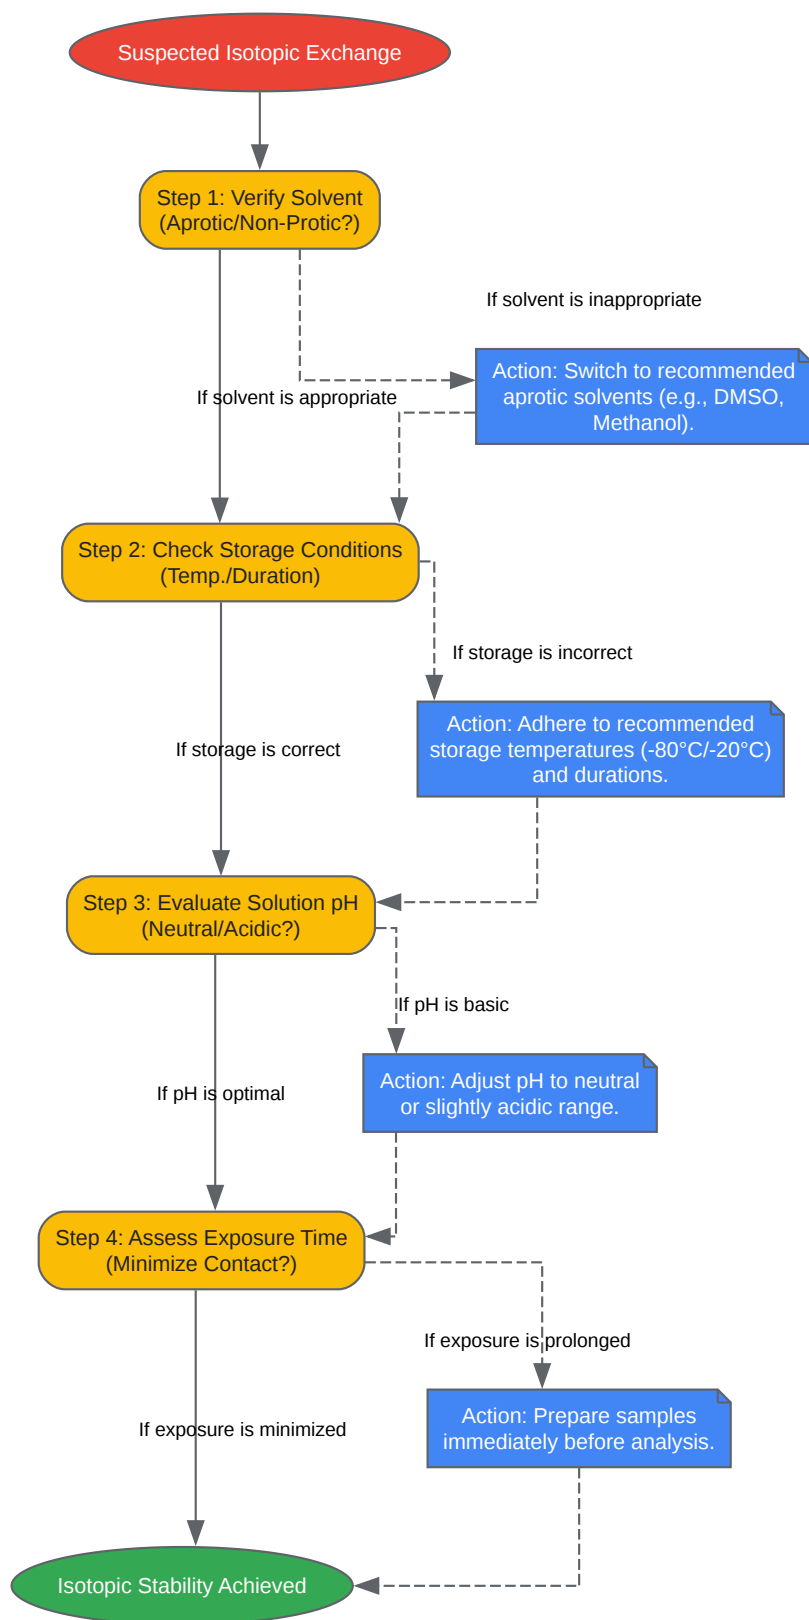 Suspected Isotopic Exchange
Step 1: Verify Solvent
(Aprotic/Non-Protic?)
If solvent is inappropriate
Action: Switch to recommended
aprotic solvents (e.g., DMSO,
Methanol).
If solvent is appropriate
Step 2: Check Storage Conditions
(Temp./Duration)
If storage is incorrect
Action: Adhere to recommended
storage temperatures (-80°C/-20°C)
and durations.
If storage is correct
Step 3: Evaluate Solution pH
(Neutral/Acidic?)
If pH is basic
Action: Adjust pH to neutral
or slightly acidic range.
If pH is optimal
Step 4: Assess Exposure Time
(Minimize Contact?)
If exposure is prolonged
Action: Prepare samples
immediately before analysis.
If exposure is minimized
Isotopic Stability Achieved